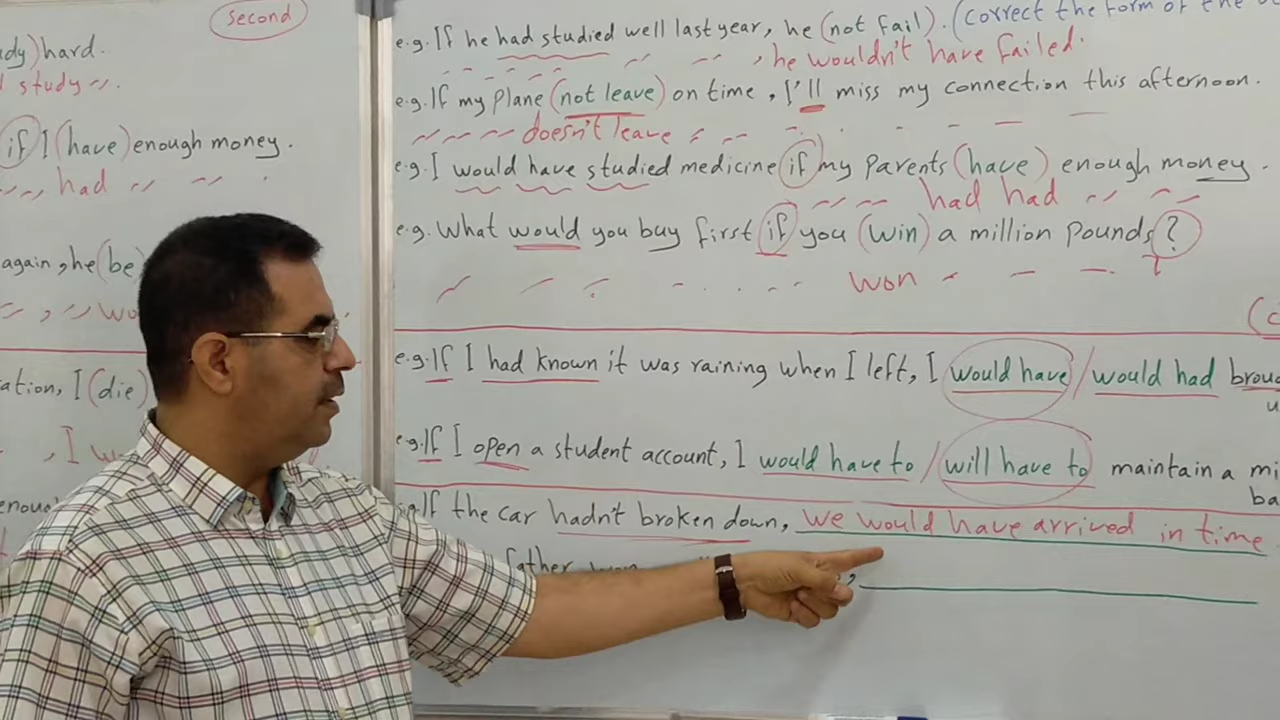 second
dy) hard.
study
if I (have) enough money.
had
again, he (be)
wo
ation, I (die)
, I w
enou
e.g. If he had studied well last year, he (not fail). (correct the form of the
, he wouldn't have failed.
e.g. If my plane (not leave) on time, I'll miss my connection this afternoon.
doesn't leave
e.g. I would have studied medicine if my parents (have) enough money.
had had
e.g. What would you buy first if you (win) a million pounds?
won
(c
e.g. If I had known it was raining when I left, I would have / would had brou
u
e.g. If I open a student account, I would have to / will have to maintain a mi
ba
If the car hadn't broken down, we would have arrived in time
father won